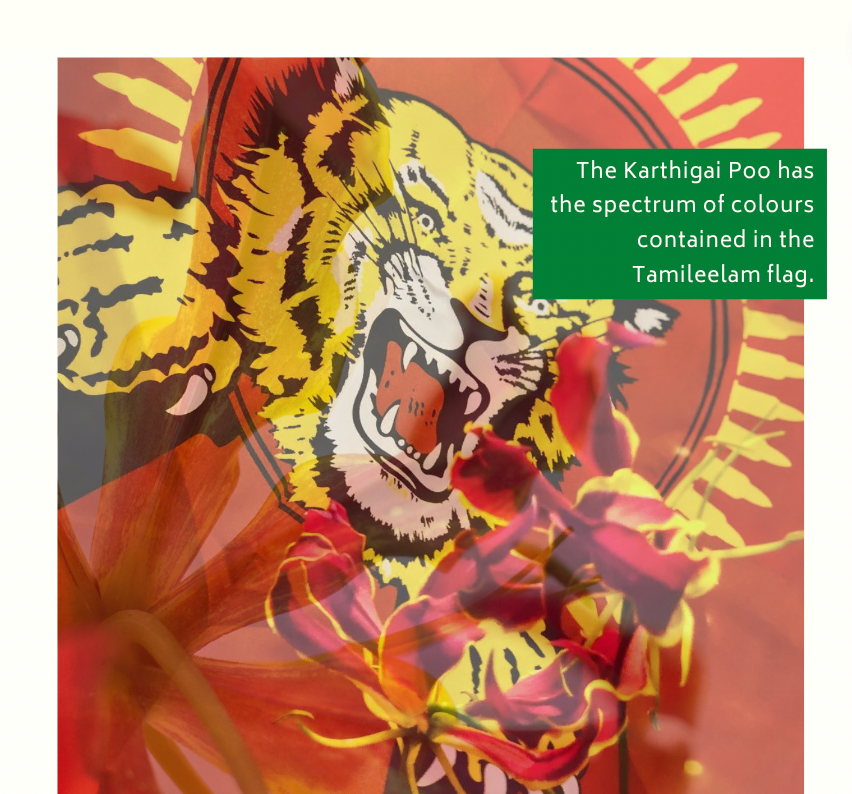 The Karthigai Poo has
the spectrum of colours
contained in the
Tamileelam flag.